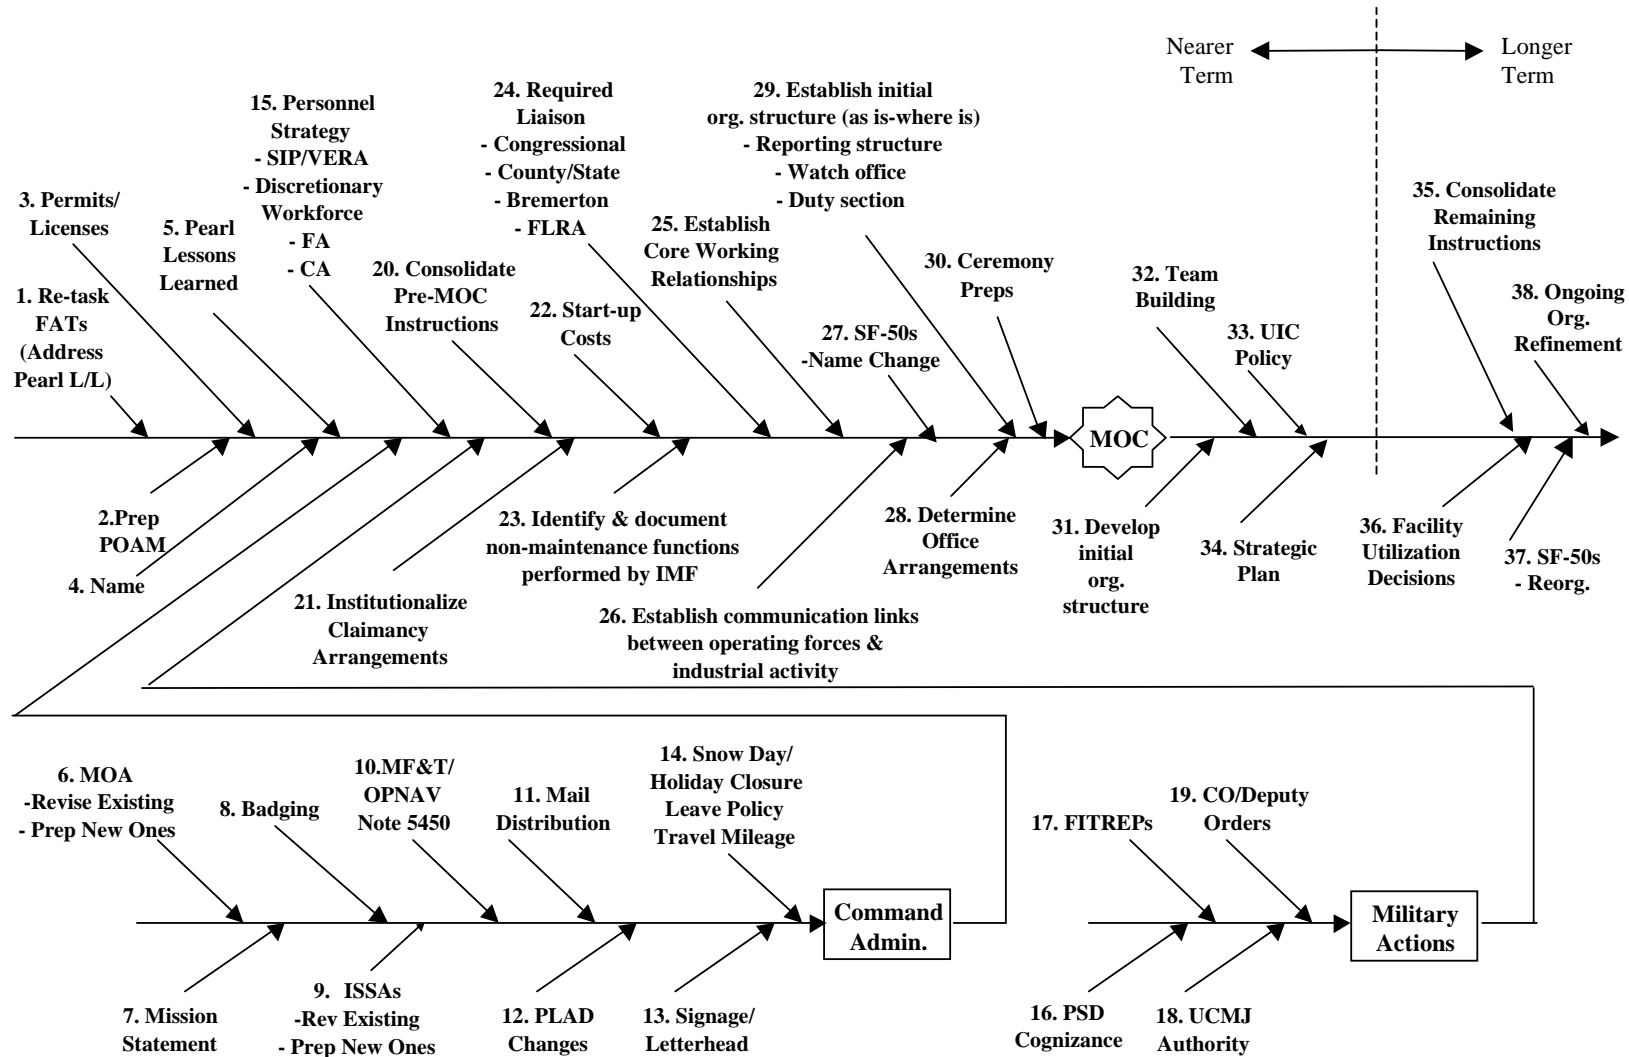 Nearer
Term
Longer
Term
1. Re-task
FATs
(Address
Pearl L/L)
2.Prep
POAM
3. Permits/
Licenses
4. Name
5. Pearl
Lessons
Learned
15. Personnel
Strategy
- SIP/VERA
- Discretionary
Workforce
- FA
- CA
20. Consolidate
Pre-MOC
Instructions
21. Institutionalize
Claimancy
Arrangements
22. Start-up
Costs
23. Identify & document
non-maintenance functions
performed by IMF
24. Required
Liaison
- Congressional
- County/State
- Bremerton
- FLRA
25. Establish
Core Working
Relationships
26. Establish communication links
between operating forces &
industrial activity
27. SF-50s
-Name Change
28. Determine
Office
Arrangements
29. Establish initial
org. structure (as is-where is)
- Reporting structure
- Watch office
- Duty section
30. Ceremony
Preps
MOC
31. Develop
initial
org.
structure
32. Team
Building
33. UIC
Policy
34. Strategic
Plan
35. Consolidate
Remaining
Instructions
36. Facility
Utilization
Decisions
37. SF-50s
- Reorg.
38. Ongoing
Org.
Refinement
6. MOA
-Revise Existing
- Prep New Ones
7. Mission
Statement
8. Badging
9.  ISSAs
-Rev Existing
- Prep New Ones
10.MF&T/
OPNAV
Note 5450
11. Mail
Distribution
12. PLAD
Changes
13. Signage/
Letterhead
14. Snow Day/
Holiday Closure
Leave Policy
Travel Mileage
Command
Admin.
16. PSD
Cognizance
17. FITREPs
18. UCMJ
Authority
19. CO/Deputy
Orders
Military
Actions